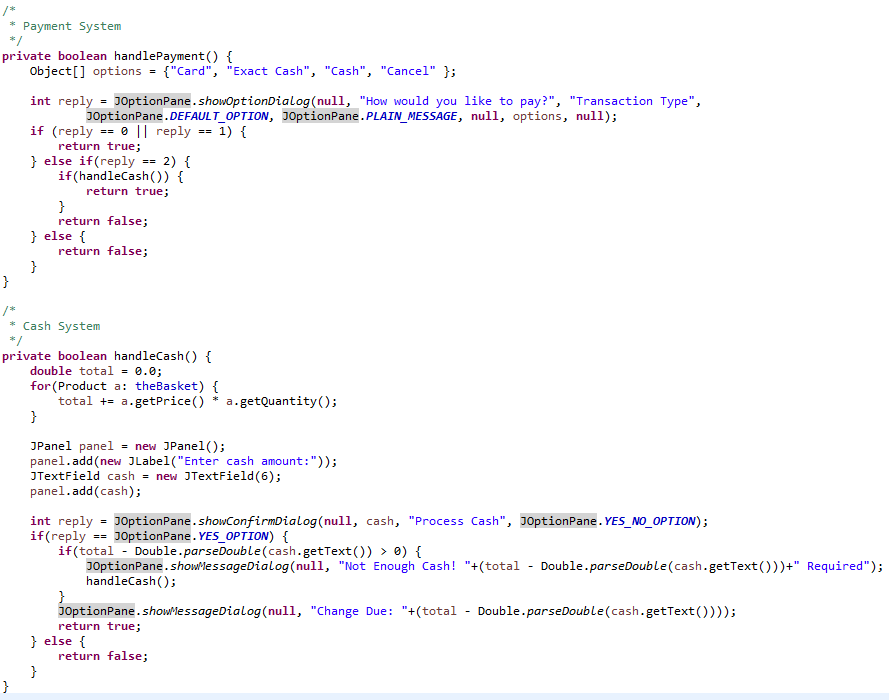 /*
 * Payment System
 */
private boolean handlePayment() {
    Object[] options = {"Card", "Exact Cash", "Cash", "Cancel" };

    int reply = JOptionPane.showOptionDialog(null, "How would you like to pay?", "Transaction Type",
            JOptionPane.DEFAULT_OPTION, JOptionPane.PLAIN_MESSAGE, null, options, null);
    if (reply == 0 || reply == 1) {
        return true;
    } else if(reply == 2) {
        if(handleCash()) {
            return true;
        }
        return false;
    } else {
        return false;
    }
}

/*
 * Cash System
 */
private boolean handleCash() {
    double total = 0.0;
    for(Product a: theBasket) {
        total += a.getPrice() * a.getQuantity();
    }

    JPanel panel = new JPanel();
    panel.add(new JLabel("Enter cash amount:"));
    JTextField cash = new JTextField(6);
    panel.add(cash);

    int reply = JOptionPane.showConfirmDialog(null, cash, "Process Cash", JOptionPane.YES_NO_OPTION);
    if(reply == JOptionPane.YES_OPTION) {
        if(total - Double.parseDouble(cash.getText()) > 0) {
            JOptionPane.showMessageDialog(null, "Not Enough Cash! "+(total - Double.parseDouble(cash.getText()))+" Required");
            handleCash();
        }
        JOptionPane.showMessageDialog(null, "Change Due: "+(total - Double.parseDouble(cash.getText())));
        return true;
    } else {
        return false;
    }
}